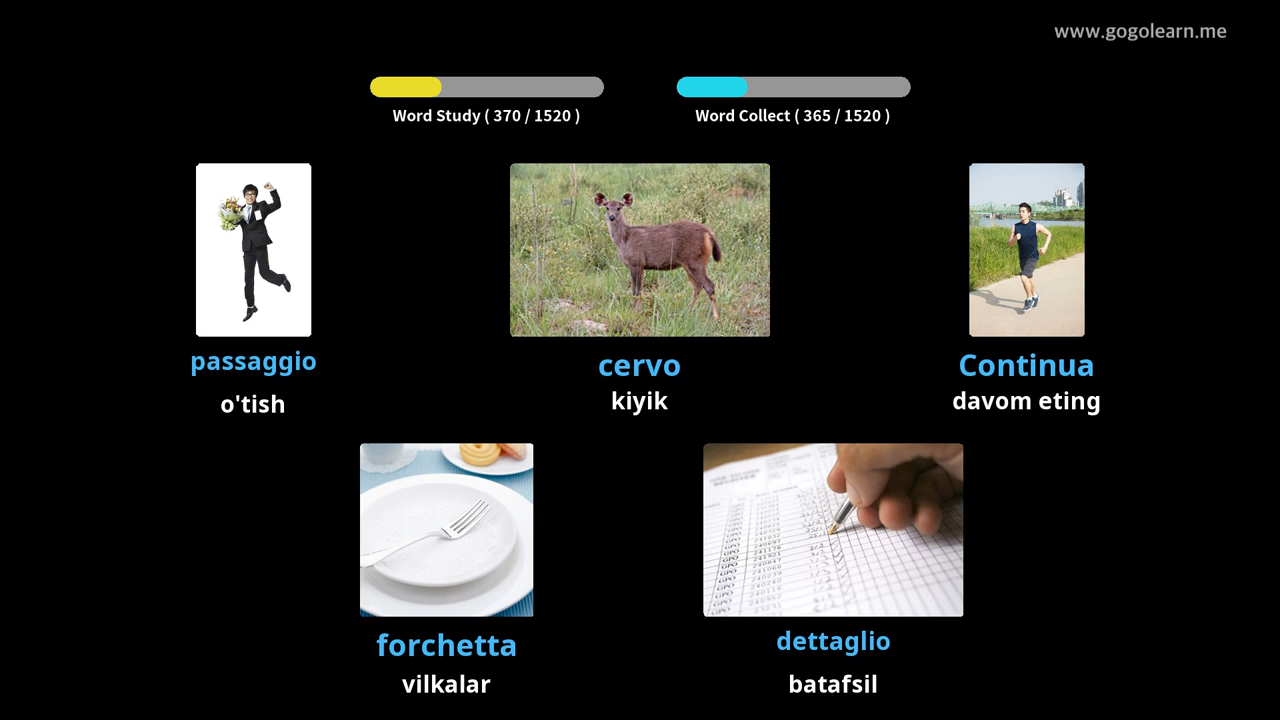 www.gogolearn.me
Word Study ( 370 / 1520 )
Word Collect ( 365 / 1520 )
passaggio
o'tish
cervo
kiyik
Continua
davom eting
forchetta
vilkalar
dettaglio
batafsil